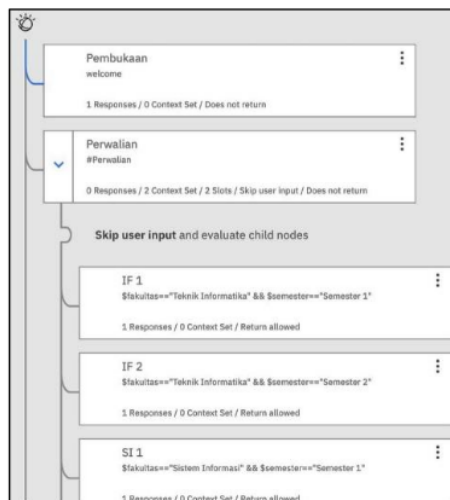 Pembukaan
welcome
1 Responses / 0 Context Set / Does not return
Perwalian
#Perwalian
0 Responses / 2 Context Set / 2 Slots / Skip user input / Does not return
Skip user input and evaluate child nodes
IF 1
$fakultas=="Teknik Informatika" && $semester=="Semester 1"
1 Responses / 0 Context Set / Return allowed
IF 2
$fakultas=="Teknik Informatika" && $semester=="Semester 2"
1 Responses / 0 Context Set / Return allowed
SI 1
$fakultas=="Sistem Informasi" && $semester=="Semester 1"
1 Responses / 0 Context Set / Return allowed